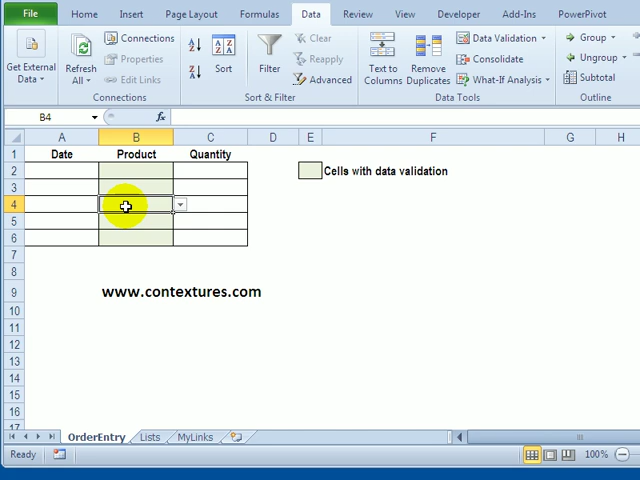 File Home Insert Page Layout Formulas Data Review View Developer Add-Ins PowerPivot
Get External Data
Refresh All
Connections
Properties
Edit Links
Connections
A Z
Z A
Sort
Filter
Clear
Reapply
Advanced
Sort & Filter
Text to Columns
Remove Duplicates
Data Validation
Consolidate
What-If Analysis
Data Tools
Group
Ungroup
Subtotal
Outline
B4 fx
A B C D E F G H
1 Date Product Quantity
2 Cells with data validation
3
4
5
6
7
8
9 www.contextures.com
10
11
12
13
14
15
16
17
OrderEntry Lists MyLinks
Ready 100%